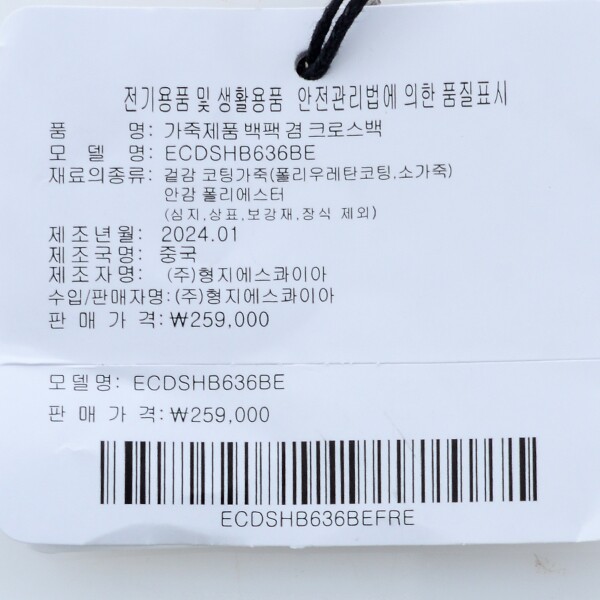 전기용품 및 생활용품 안전관리법에 의한 품질표시
품 명: 가죽제품 백팩 겸 크로스백
모 델 명: ECDSHB636BE
재료의종류: 겉감 코팅가죽(폴리우레탄코팅,소가죽)
안감 폴리에스터
(심지,상표,보강재,장식 제외)
제조년월: 2024.01
제조국명: 중국
제조자명: (주)형지에스콰이아
수입/판매자명:(주)형지에스콰이아
판 매 가 격:₩259,000
모델명: ECDSHB636BE
판 매 가 격:₩259,000
ECDSHB636BEFRE